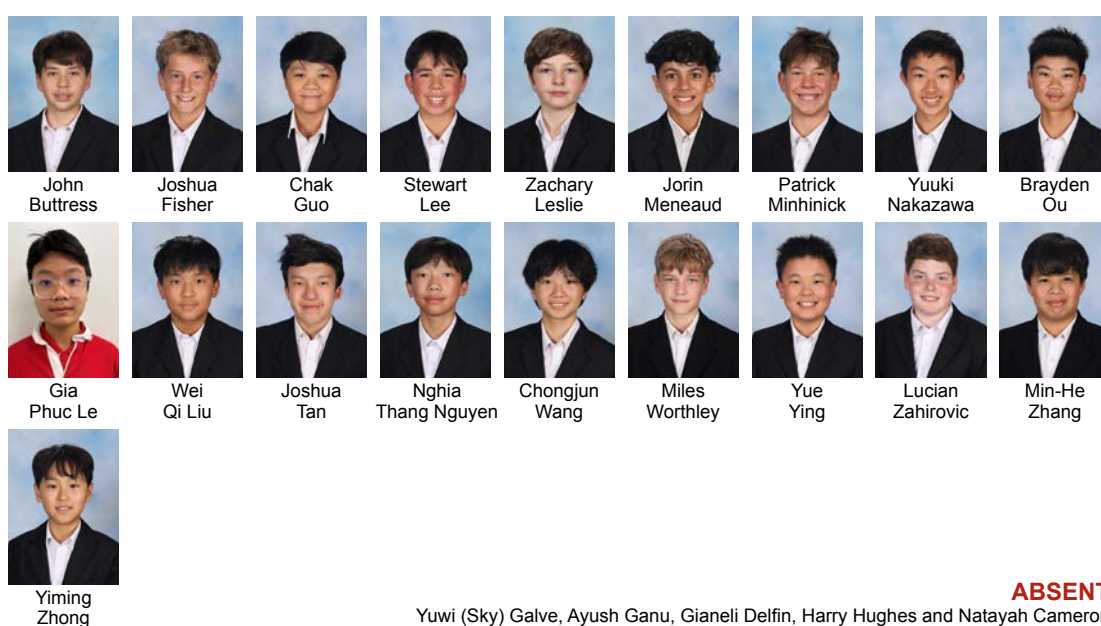 John
Buttress
Joshua
Fisher
Chak
Guo
Stewart
Lee
Zachary
Leslie
Jorin
Meneaud
Patrick
Minhinick
Yuuki
Nakazawa
Brayden
Ou
Gia
Phuc Le
Wei
Qi Liu
Joshua
Tan
Nghia
Thang Nguyen
Chongjun
Wang
Miles
Worthley
Yue
Ying
Lucian
Zahirovic
Min-He
Zhang
Yiming
Zhong
ABSENT
Yuwi (Sky) Galve, Ayush Ganu, Gianeli Delfin, Harry Hughes and Natayah Cameron